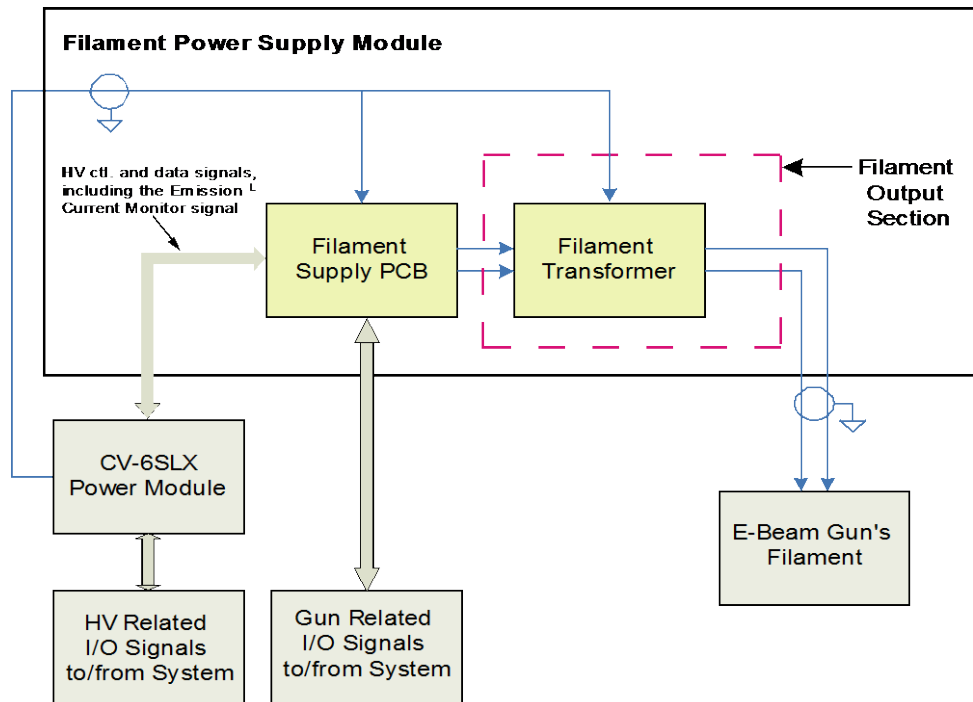 Filament Power Supply Module
HV ctl. and data signals,
including the Emission L
Current Monitor signal
Filament
Output
Section
Filament
Supply PCB
Filament
Transformer
CV-6SLX
Power Module
E-Beam Gun's
Filament
HV Related
I/O Signals
to/from System
Gun Related
I/O Signals
to/from System